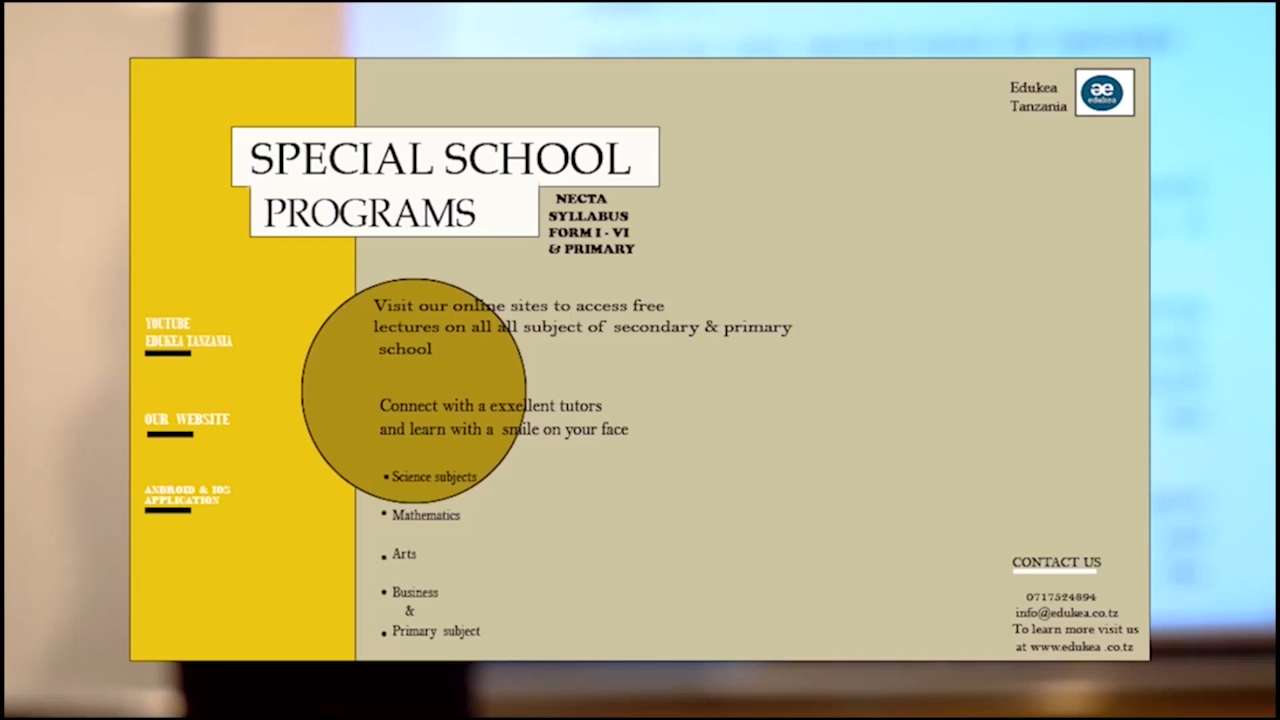 Edukea
Tanzania
ae
edukea
SPECIAL SCHOOL
PROGRAMS
NECTA
SYLLABUS
FORM I - VI
& PRIMARY
Visit our online sites to access free
lectures on all all subject of secondary & primary
school
YOUTUBE
EDUKEA TANZANIA
Connect with a exxellent tutors
and learn with a smile on your face
OUR WEBSITE
• Science subjects
ANDROID & IOS
APPLICATION
• Mathematics
• Arts
• Business
&
• Primary subject
CONTACT US
0717524894
info@edukea.co.tz
To learn more visit us
at www.edukea .co.tz